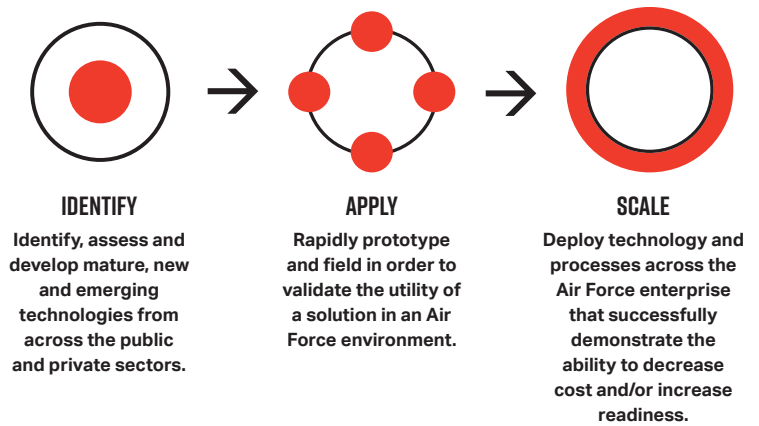 IDENTIFY
Identify, assess and
develop mature, new
and emerging
technologies from
across the public
and private sectors.
APPLY
Rapidly prototype
and field in order to
validate the utility of
a solution in an Air
Force environment.
SCALE
Deploy technology and
processes across the
Air Force enterprise
that successfully
demonstrate the
ability to decrease
cost and/or increase
readiness.